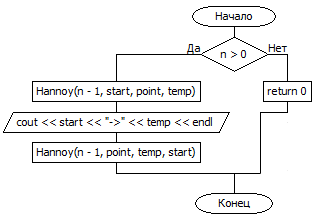 Начало
Да
n > 0
Нет
Hannoy(n - 1, start, point, temp)
return 0
cout << start << "->" << temp << endl
Hannoy(n - 1, point, temp, start)
Конец